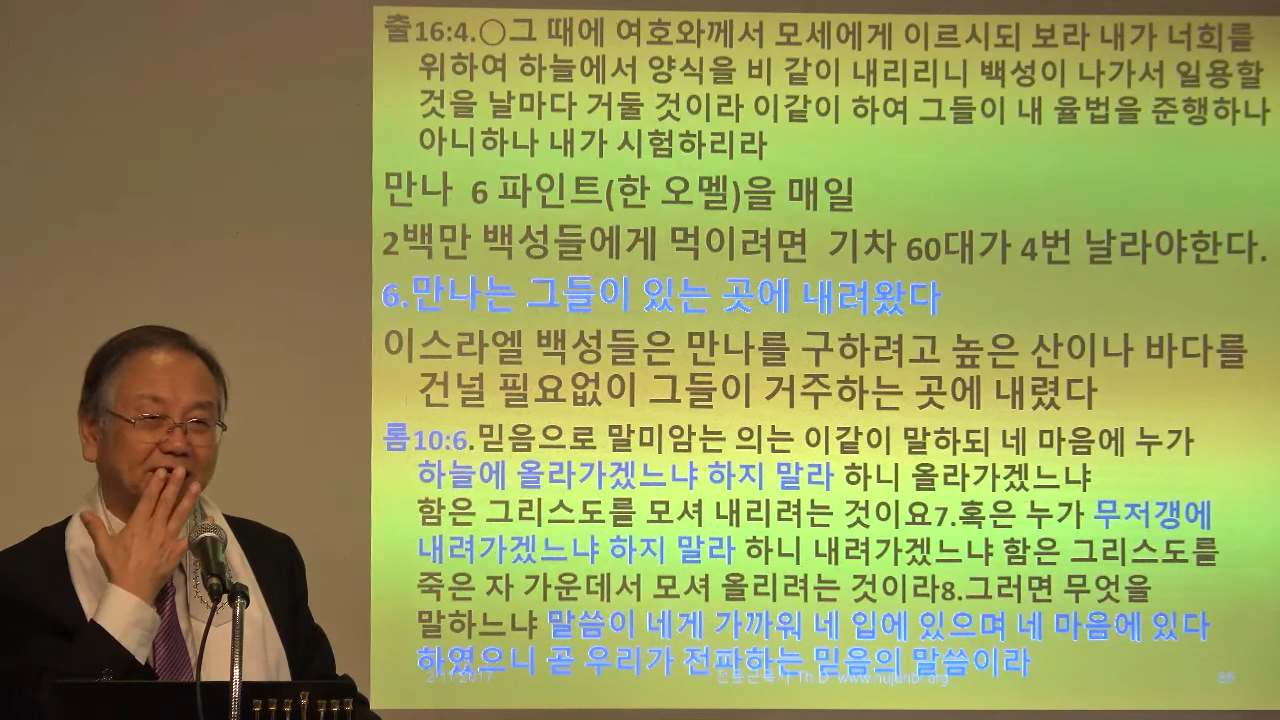 출16:4.○그 때에 여호와께서 모세에게 이르시되 보라 내가 너희를
위하여 하늘에서 양식을 비 같이 내리리니 백성이 나가서 일용할
것을 날마다 거둘 것이라 이같이 하여 그들이 내 율법을 준행하나
아니하나 내가 시험하리라
만나 6 파인트(한 오멜)을 매일
2백만 백성들에게 먹이려면 기차 60대가 4번 날라야한다.
6.만나는 그들이 있는 곳에 내려왔다
이스라엘 백성들은 만나를 구하려고 높은 산이나 바다를
건널 필요없이 그들이 거주하는 곳에 내렸다
롬10:6.믿음으로 말미암는 의는 이같이 말하되 네 마음에 누가
하늘에 올라가겠느냐 하지 말라 하니 올라가겠느냐
함은 그리스도를 모셔 내리려는 것이요7.혹은 누가 무저갱에
내려가겠느냐 하지 말라 하니 내려가겠느냐 함은 그리스도를
죽은 자 가운데서 모셔 올리려는 것이라8.그러면 무엇을
말하느냐 말씀이 네게 가까워 네 입에 있으며 네 마음에 있다
하였으니 곧 우리가 전파하는 믿음의 말씀이라
Th.D.